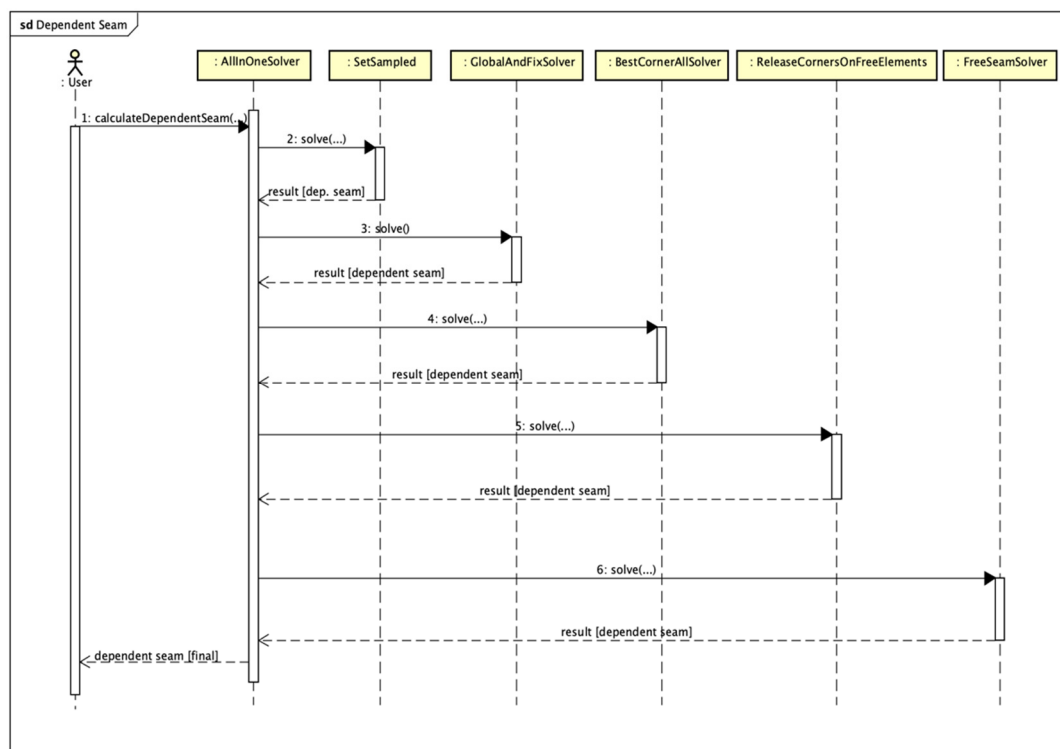 sd Dependent Seam
: User
: AllInOneSolver
: SetSampled
: GlobalAndFixSolver
: BestCornerAllSolver
: ReleaseCornersOnFreeElements
: FreeSeamSolver
1: calculateDependentSeam(...)
2: solve(...)
result [dep. seam]
3: solve()
result [dependent seam]
4: solve(...)
result [dependent seam]
5: solve(...)
result [dependent seam]
6: solve(...)
result [dependent seam]
dependent seam [final]